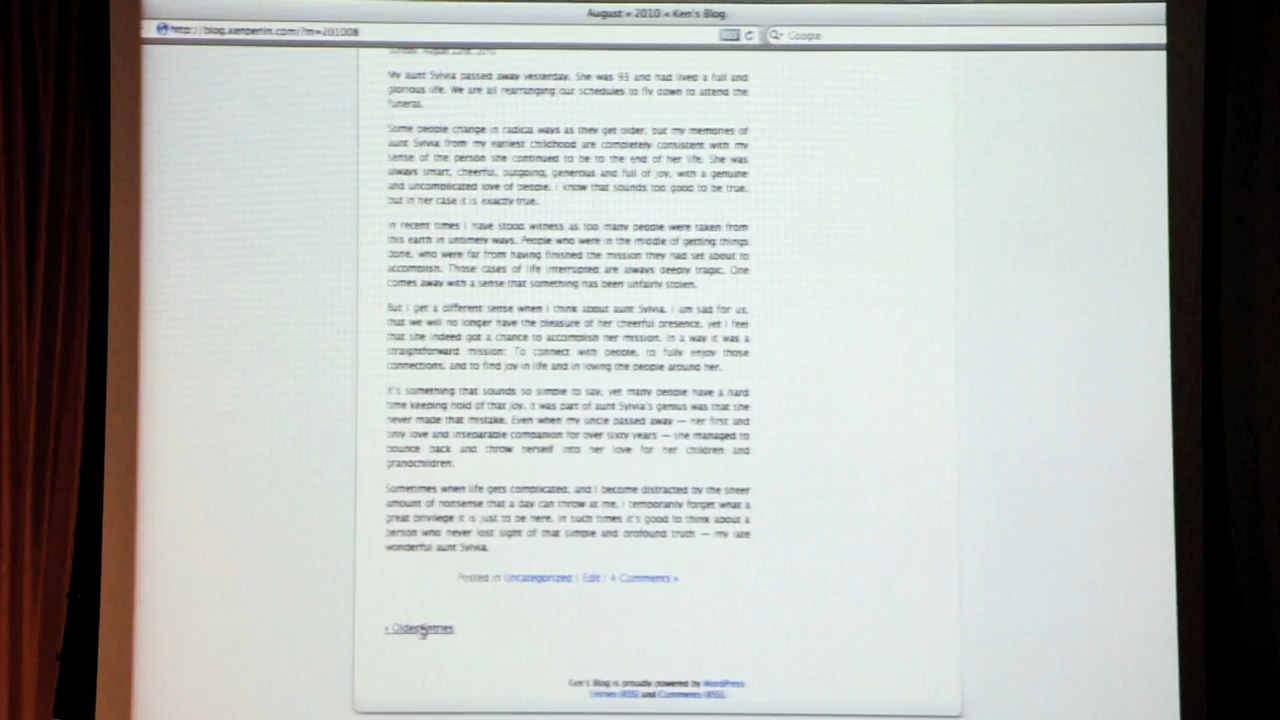 August « 2010 « Ken's Blog
http://blog.kenperlin.com/?m=201008
Google
Sunday, August 22nd, 2010
My aunt Sylvia passed away yesterday. She was 93 and had lived a full and
glorious life. We are all rearranging our schedules to fly down to attend the
funeral.
Some people change in radical ways as they get older, but my memories of
aunt Sylvia from my earliest childhood are completely consistent with my
sense of the person she continued to be to the end of her life. She was
always smart, cheerful, outgoing, generous and full of joy, with a genuine
and uncomplicated love of people. I know that sounds too good to be true,
but in her case it is exactly true.
In recent times I have stood witness as too many people were taken from
this earth in untimely ways. People who were in the middle of getting things
done, who were far from having finished the mission they had set about to
accomplish. Those cases of life interrupted are always deeply tragic. One
comes away with a sense that something has been unfairly stolen.
But I get a different sense when I think about aunt Sylvia. I am sad for us,
that we will no longer have the pleasure of her cheerful presence, yet I feel
that she indeed got a chance to accomplish her mission. In a way it was a
straightforward mission: To connect with people, to fully enjoy those
connections, and to find joy in life and in loving the people around her.
It's something that sounds so simple to say, yet many people have a hard
time keeping hold of that joy. It was part of aunt Sylvia's genius was that she
never made that mistake. Even when my uncle passed away — her first and
only love and inseparable companion for over sixty years — she managed to
bounce back and throw herself into her love for her children and
grandchildren.
Sometimes when life gets complicated, and I become distracted by the sheer
amount of nonsense that a day can throw at me, I temporarily forget what a
great privilege it is just to be here. In such times it's good to think about a
person who never lost sight of that simple and profound truth — my late
wonderful aunt Sylvia.
Posted in Uncategorized | Edit | 4 Comments »
« Older Entries
Ken's Blog is proudly powered by WordPress
Entries (RSS) and Comments (RSS).